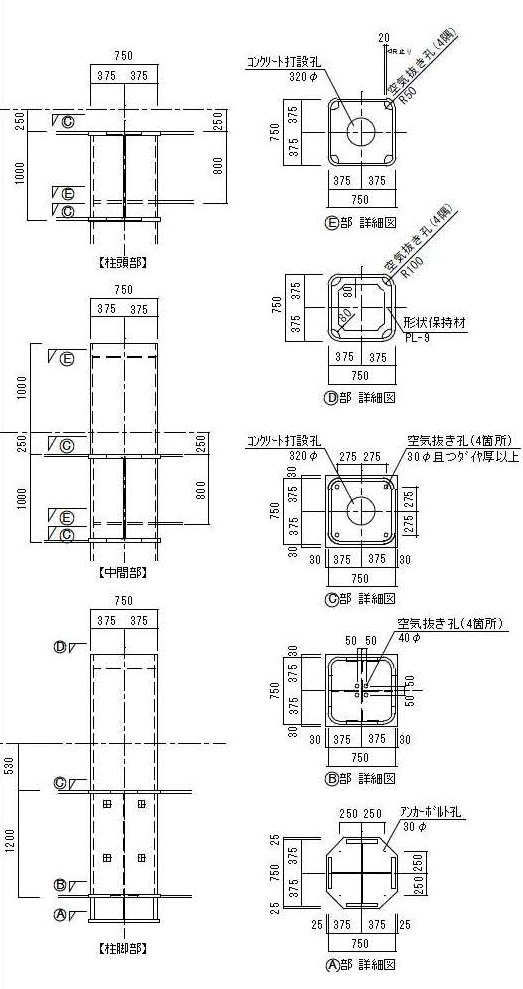 750
375 375
250
1000
Ⓒ
Ⓔ
Ⓒ
250
800
【柱頭部】
コンクリート打設孔
320φ
20
R止り
空気抜き孔(4隅)
R50
750
375
375
375 375
750
Ⓔ部 詳細図
750
375 375
1000
250
1000
Ⓔ
Ⓒ
Ⓔ
Ⓒ
250
800
【中間部】
空気抜き孔(4隅)
R100
750
375
375
80
80
形状保持材
PL-9
375 375
750
Ⓓ部 詳細図
コンクリート打設孔
320φ
275 275
空気抜き孔(4箇所)
30φ且つダイヤ厚以上
30
750
375
375
30
275
275
30 375 375 30
750
Ⓒ部 詳細図
750
375 375
Ⓓ
530
Ⓒ
1200
Ⓑ
Ⓐ
【柱脚部】
空気抜き孔(4箇所)
40φ
50 50
30
750
375
375
30
50
50
30 375 375 30
750
Ⓑ部 詳細図
アンカーボルト孔
30φ
250 250
25
750
375
375
25
250
250
25 375 375 25
750
Ⓐ部 詳細図